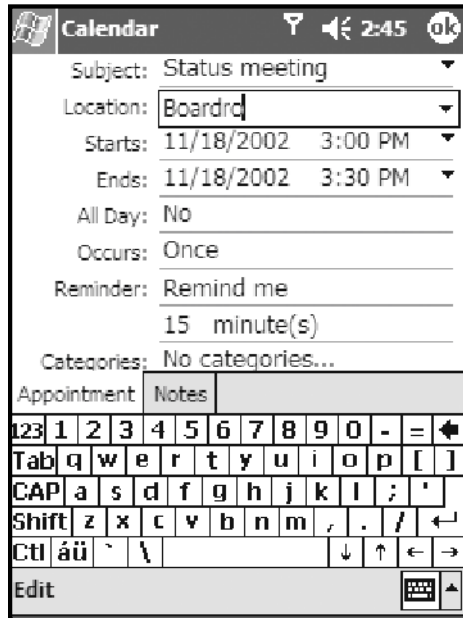 Calendar 2:45 ok
Subject: Status meeting
Location: Boardro
Starts: 11/18/2002 3:00 PM
Ends: 11/18/2002 3:30 PM
All Day: No
Occurs: Once
Reminder: Remind me
15 minute(s)
Categories: No categories...
Appointment Notes
123 1 2 3 4 5 6 7 8 9 0 - =
Tab q w e r t y u i o p [ ]
CAP a s d f g h j k l ; '
Shift z x c v b n m , . /
Ctl áü ` \ ↓ ↑ ← →
Edit